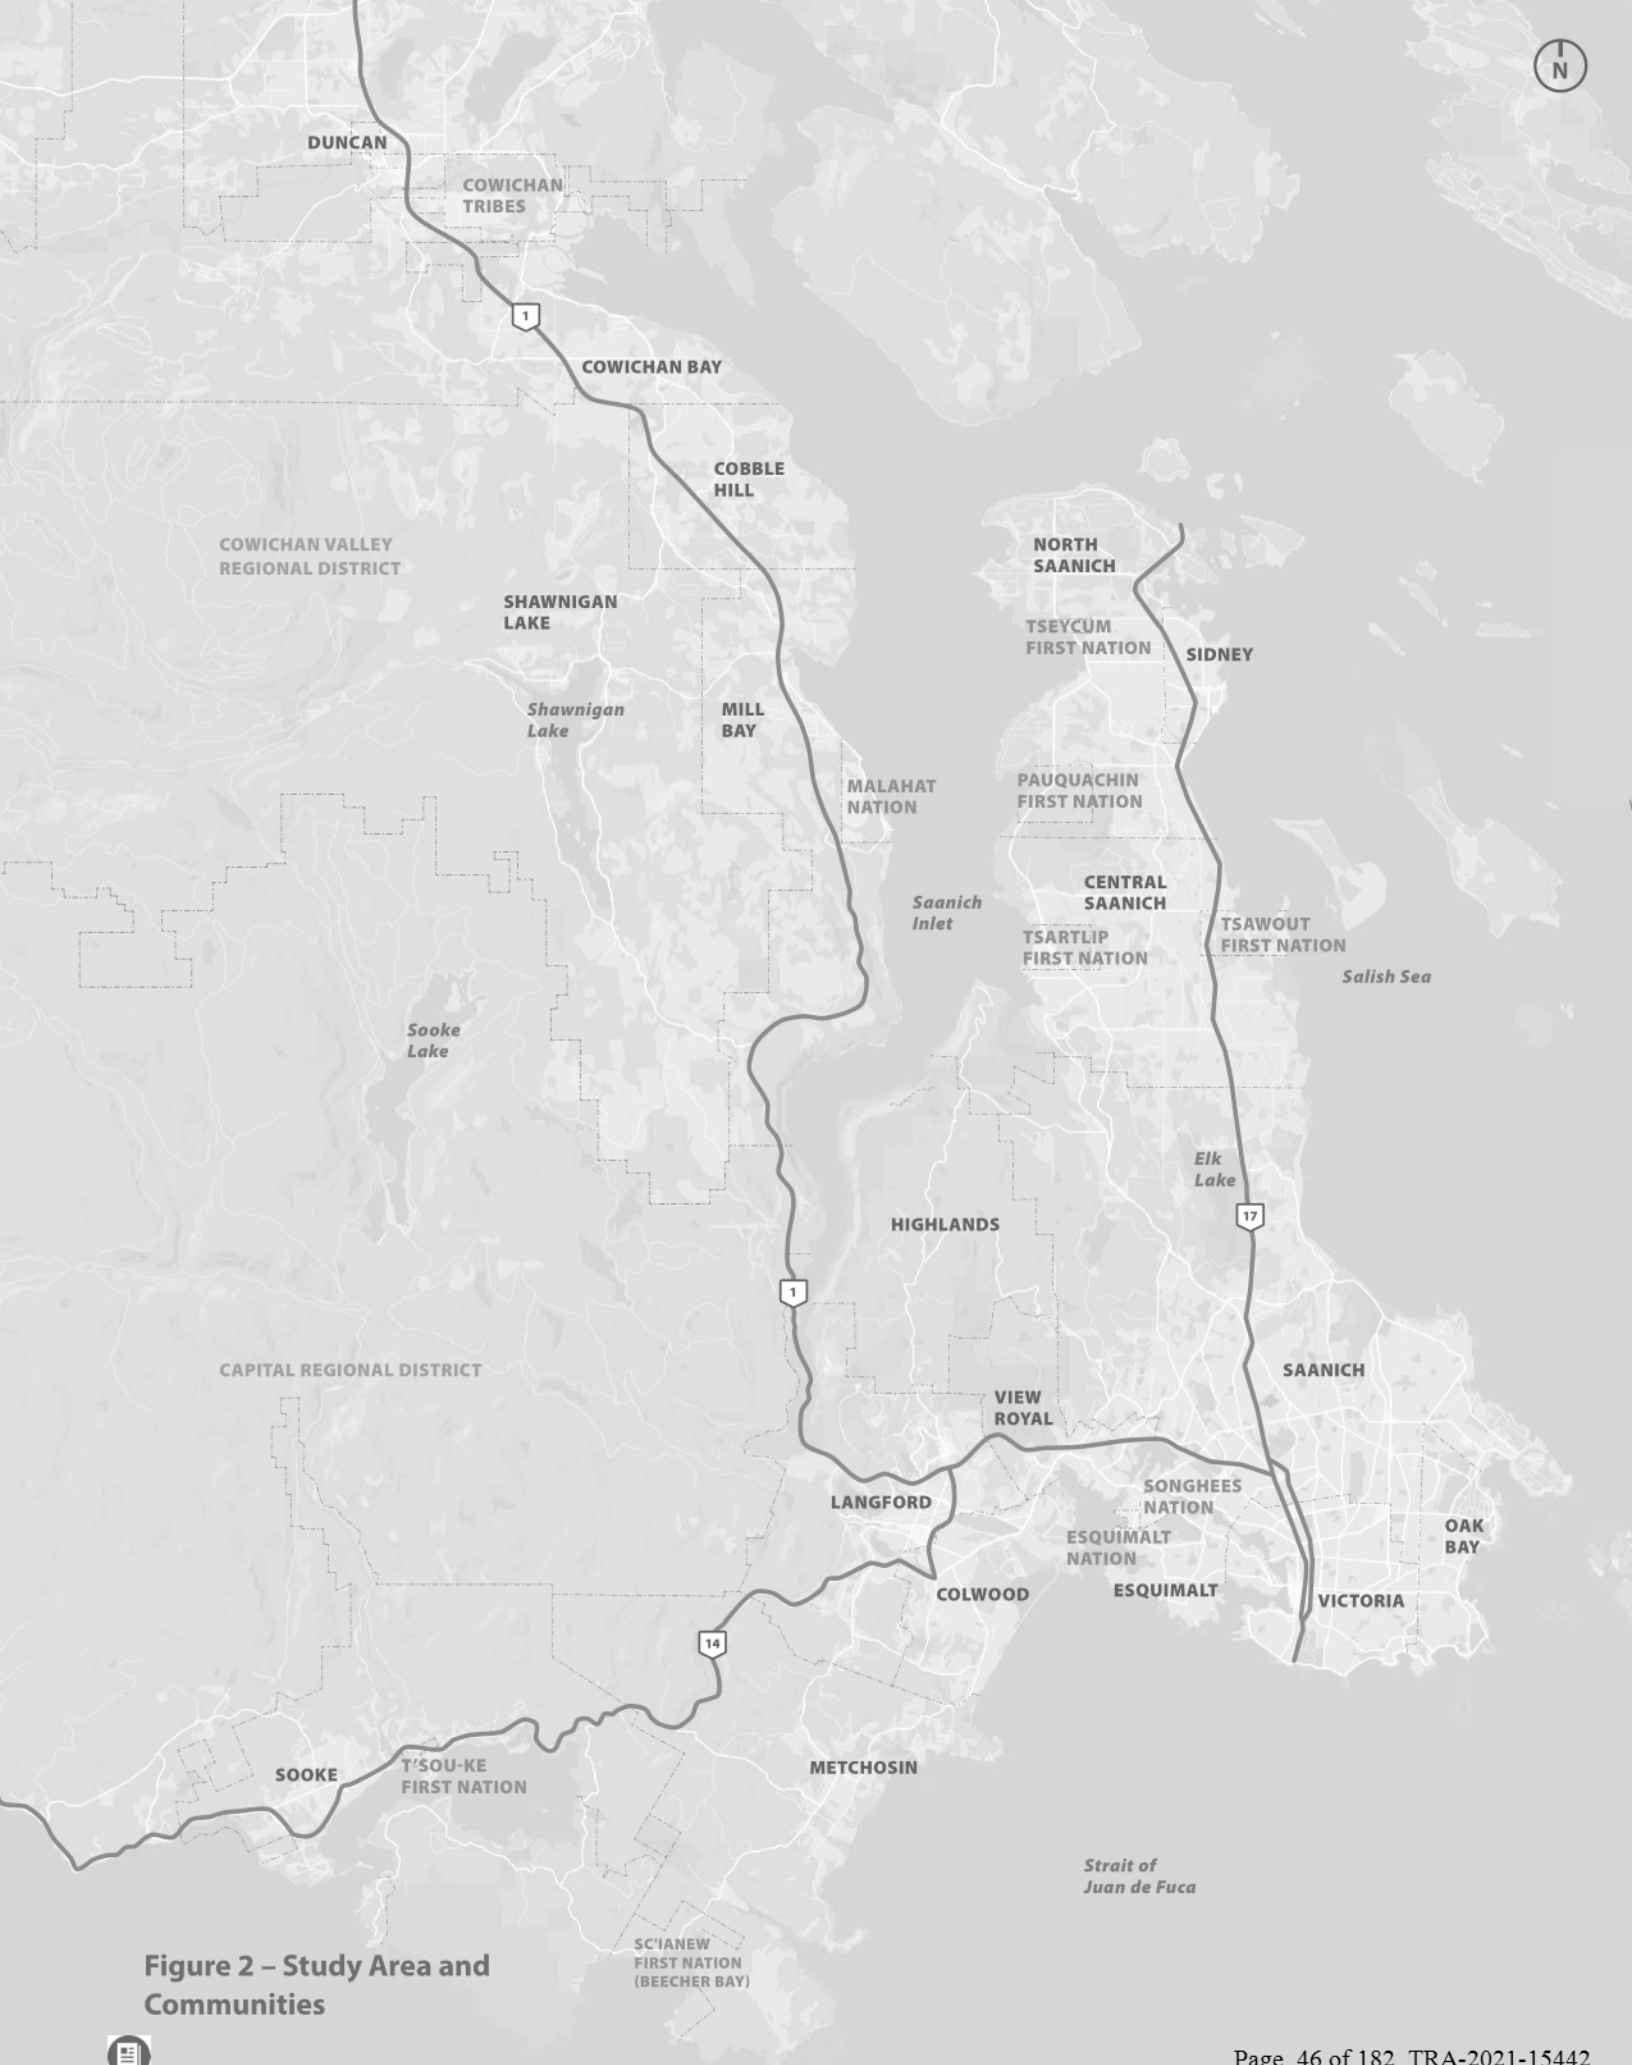 N
DUNCAN
COWICHAN
TRIBES
1
COWICHAN BAY
COBBLE
HILL
COWICHAN VALLEY
REGIONAL DISTRICT
NORTH
SAANICH
SHAWNIGAN
LAKE
TSEYCUM
FIRST NATION
SIDNEY
Shawnigan
Lake
MILL
BAY
MALAHAT
NATION
PAUQUACHIN
FIRST NATION
CENTRAL
SAANICH
Saanich
Inlet
TSAWOUT
FIRST NATION
TSARTLIP
FIRST NATION
Salish Sea
Sooke
Lake
Elk
Lake
17
HIGHLANDS
1
CAPITAL REGIONAL DISTRICT
SAANICH
VIEW
ROYAL
LANGFORD
SONGHEES
NATION
OAK
BAY
ESQUIMALT
NATION
COLWOOD
ESQUIMALT
VICTORIA
14
SOOKE
T'SOU-KE
FIRST NATION
METCHOSIN
Strait of
Juan de Fuca
SC'IANEW
FIRST NATION
(BEECHER BAY)
Figure 2 – Study Area and
Communities
Page 46 of 182 TRA-2021-15442